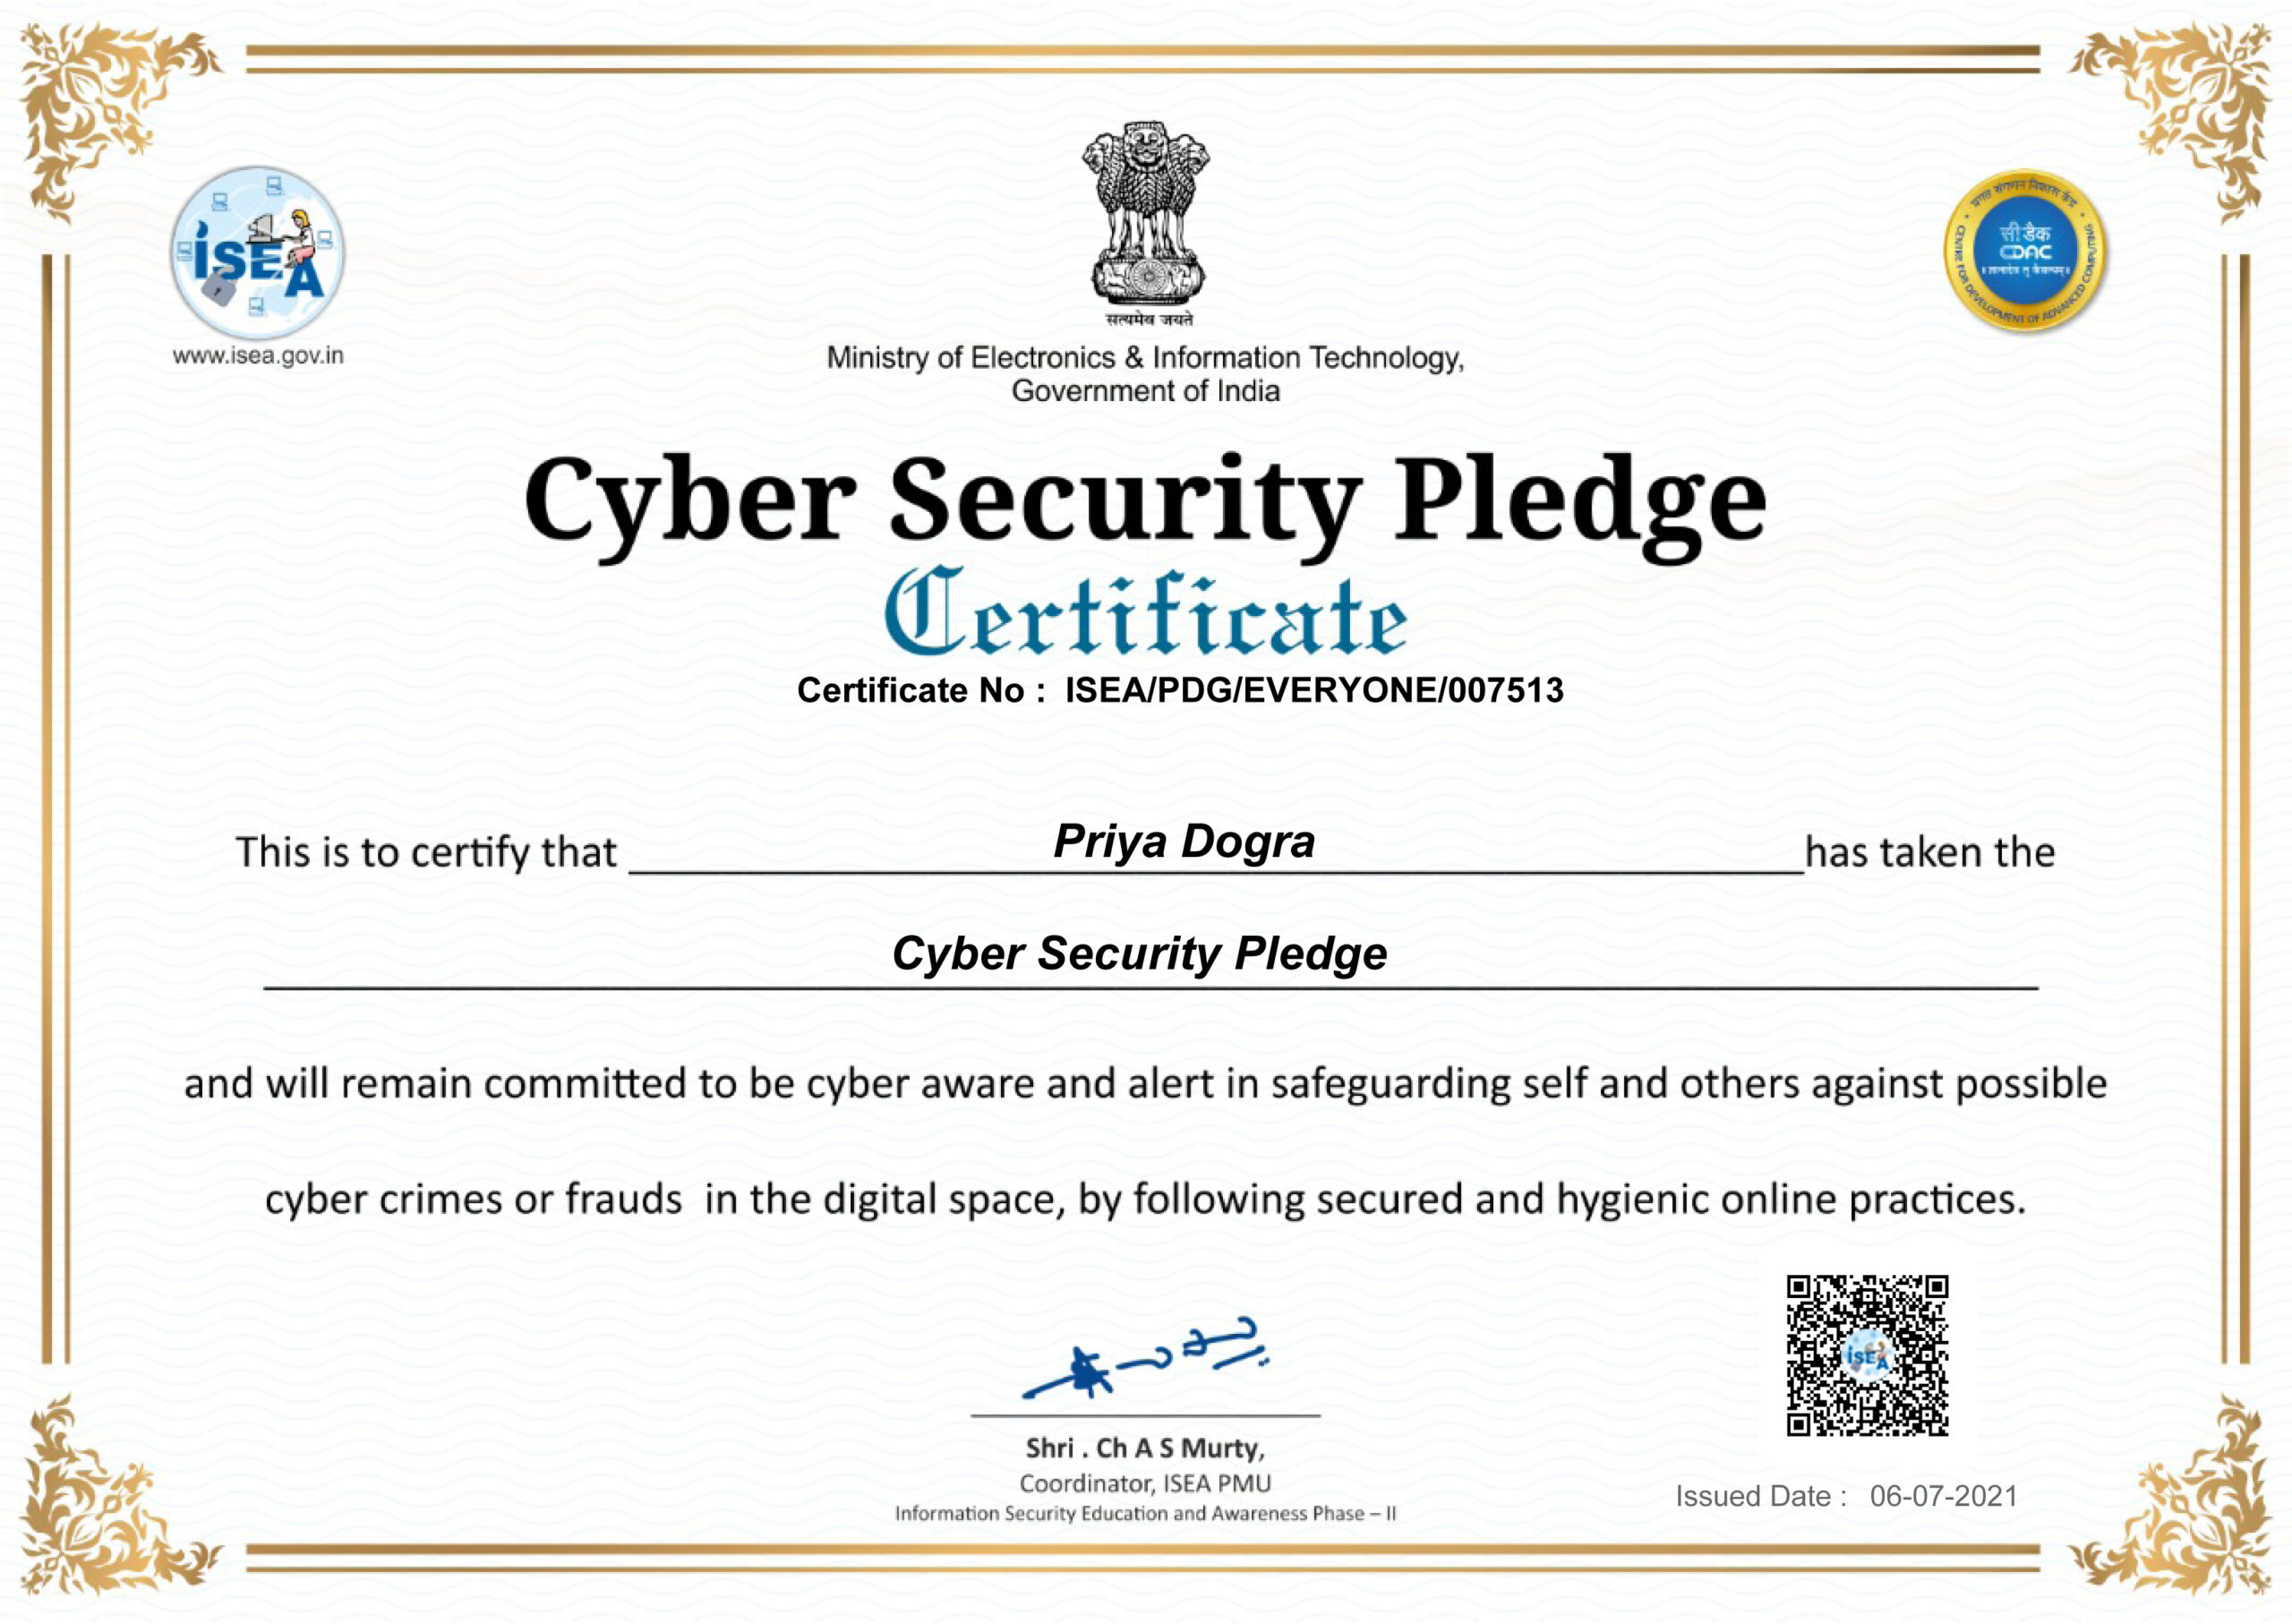 iSEA
www.isea.gov.in
सत्यमेव जयते
Ministry of Electronics & Information Technology,
Government of India
प्रगत संगणन विकास केंद्र
सी डैक
CDAC
CENTRE FOR DEVELOPMENT OF ADVANCED COMPUTING
Cyber Security Pledge
Certificate
Certificate No : ISEA/PDG/EVERYONE/007513
This is to certify that Priya Dogra has taken the
Cyber Security Pledge
and will remain committed to be cyber aware and alert in safeguarding self and others against possible
cyber crimes or frauds in the digital space, by following secured and hygienic online practices.
Shri . Ch A S Murty,
Coordinator, ISEA PMU
Information Security Education and Awareness Phase – II
iSEA
Issued Date : 06-07-2021